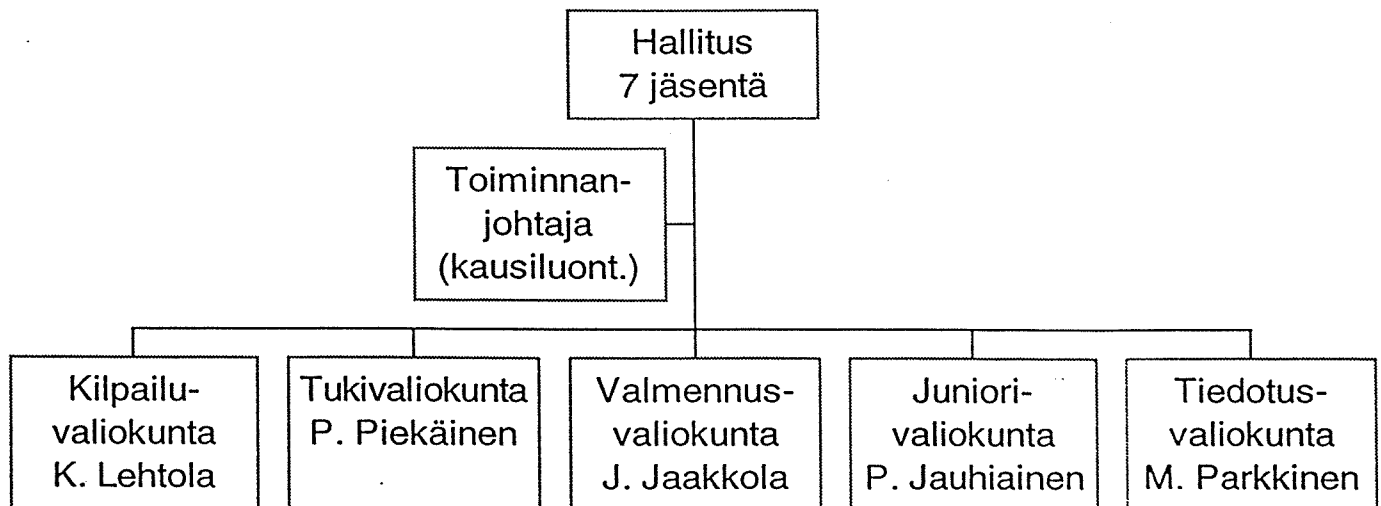 Hallitus
7 jäsentä
Toiminnan-
johtaja
(kausiluont.)
Kilpailu-
valiokunta
K. Lehtola
Tukivaliokunta
P. Piekäinen
Valmennus-
valiokunta
J. Jaakkola
Juniori-
valiokunta
P. Jauhiainen
Tiedotus-
valiokunta
M. Parkkinen